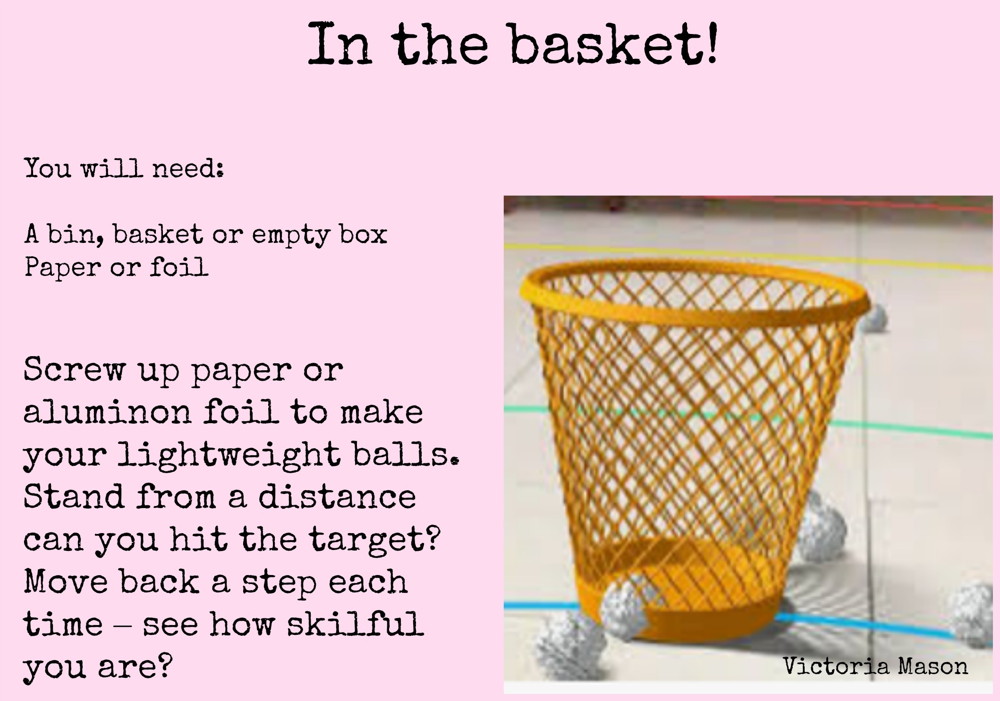 In the basket!
You will need:
A bin, basket or empty box
Paper or foil
Screw up paper or
aluminon foil to make
your lightweight balls.
Stand from a distance
can you hit the target?
Move back a step each
time – see how skilful
you are?
Victoria Mason